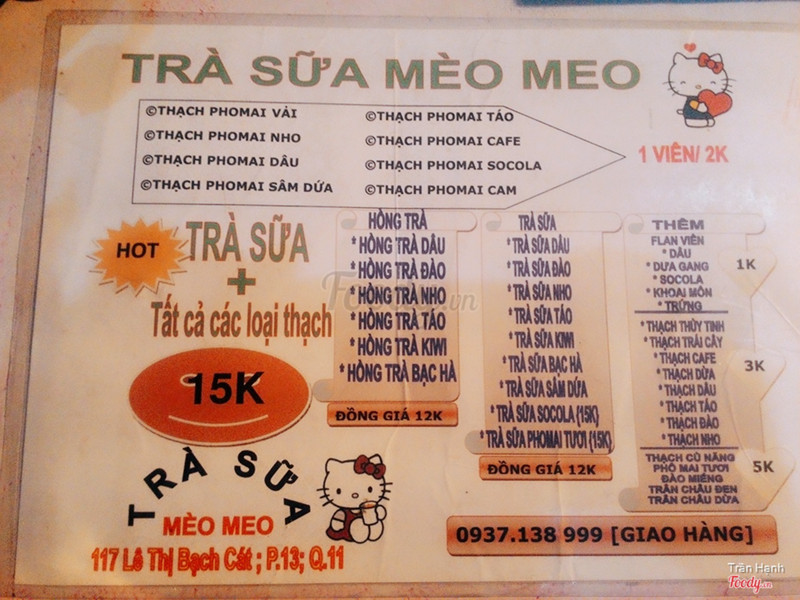 TRÀ SỮA MÈO MEO
©THẠCH PHOMAI VẢI
©THẠCH PHOMAI NHO
©THẠCH PHOMAI DÂU
©THẠCH PHOMAI SÂM DỨA
©THẠCH PHOMAI TÁO
©THẠCH PHOMAI CAFE
©THẠCH PHOMAI SOCOLA
©THẠCH PHOMAI CAM
1 VIÊN/ 2K
HOT
TRÀ SỮA
+
Tất cả các loại thạch
15K
HỒNG TRÀ
* HỒNG TRÀ DÂU
* HỒNG TRÀ ĐÀO
* HỒNG TRÀ NHO
* HỒNG TRÀ TÁO
* HỒNG TRÀ KIWI
* HỒNG TRÀ BẠC HÀ
ĐỒNG GIÁ 12K
TRÀ SỮA
* TRÀ SỮA DÂU
* TRÀ SỮA ĐÀO
* TRÀ SỮA NHO
* TRÀ SỮA TÁO
* TRÀ SỮA KIWI
* TRÀ SỮA BẠC HÀ
* TRÀ SỮA SÂM DỨA
* TRÀ SỮA SOCOLA {15K}
* TRÀ SỮA PHOMAI TƯƠI {15K}
ĐỒNG GIÁ 12K
THÊM
FLAN VIÊN
* DÂU
* DƯA GANG
* SOCOLA
* KHOAI MÔN
* TRỨNG
1K
* THẠCH THỦY TINH
* THẠCH TRÁI CÂY
* THẠCH CAFE
* THẠCH DỪA
* THẠCH DÂU
* THẠCH TÁO
* THẠCH ĐÀO
* THẠCH NHO
3K
THẠCH CỦ NĂNG
PHÔ MAI TƯƠI
ĐÀO MIẾNG
TRÂN CHÂU ĐEN
TRÂN CHÂU DỪA
5K
TRÀ SỮA
MÈO MEO
117 Lê Thị Bạch Cát ; P.13; Q.11
0937.138 999 [GIAO HÀNG]
Foody.vn
Trân Hạnh
Foody.vn